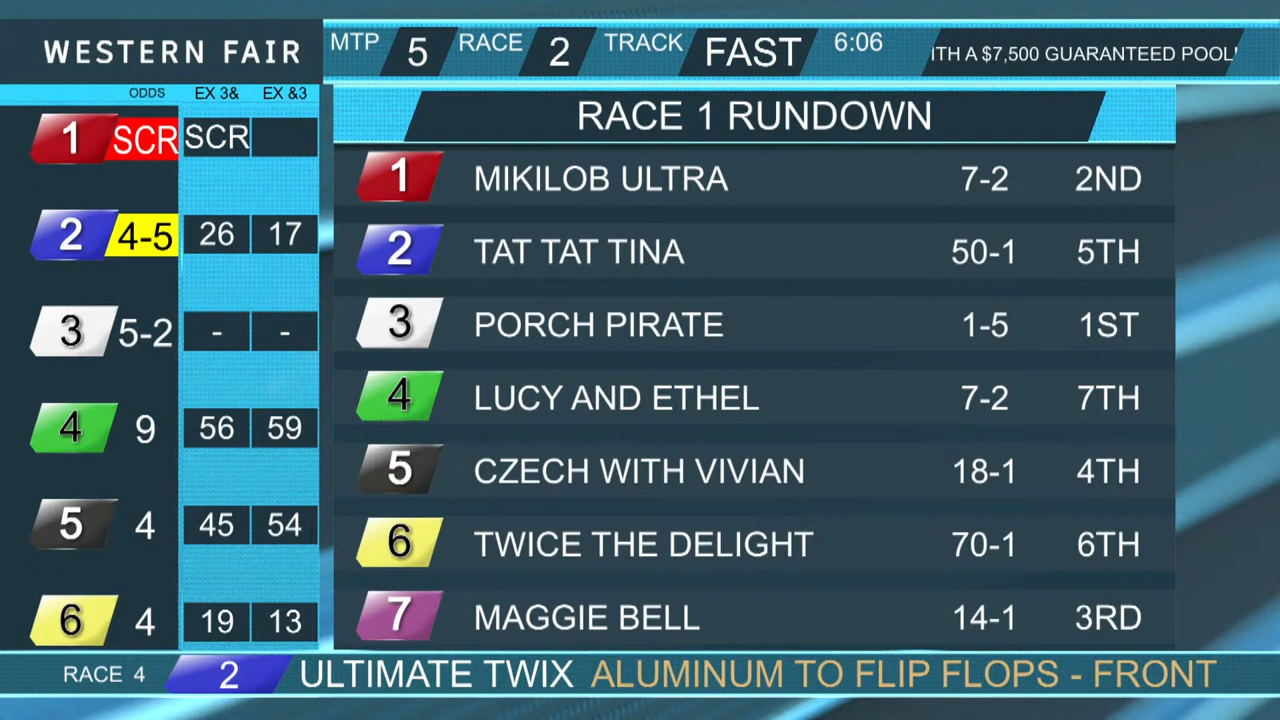 WESTERN FAIR
MTP 5 RACE 2 TRACK FAST 6:06
ITH A $7,500 GUARANTEED POOL!
ODDS EX 3& EX &3
1 SCR SCR
2 4-5 26 17
3 5-2 - -
4 9 56 59
5 4 45 54
6 4 19 13
RACE 1 RUNDOWN
1 MIKILOB ULTRA 7-2 2ND
2 TAT TAT TINA 50-1 5TH
3 PORCH PIRATE 1-5 1ST
4 LUCY AND ETHEL 7-2 7TH
5 CZECH WITH VIVIAN 18-1 4TH
6 TWICE THE DELIGHT 70-1 6TH
7 MAGGIE BELL 14-1 3RD
RACE 4 2 ULTIMATE TWIX ALUMINUM TO FLIP FLOPS - FRONT